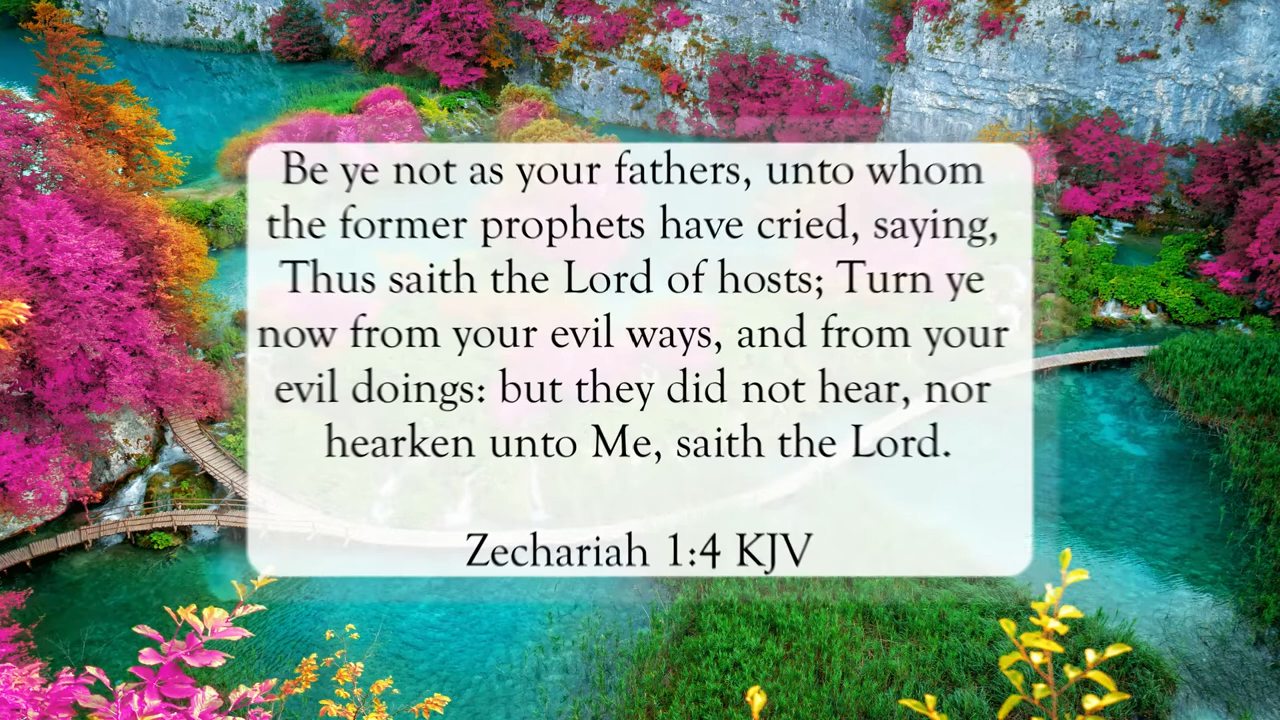 Be ye not as your fathers, unto whom
the former prophets have cried, saying,
Thus saith the Lord of hosts; Turn ye
now from your evil ways, and from your
evil doings: but they did not hear, nor
hearken unto Me, saith the Lord.
Zechariah 1:4 KJV